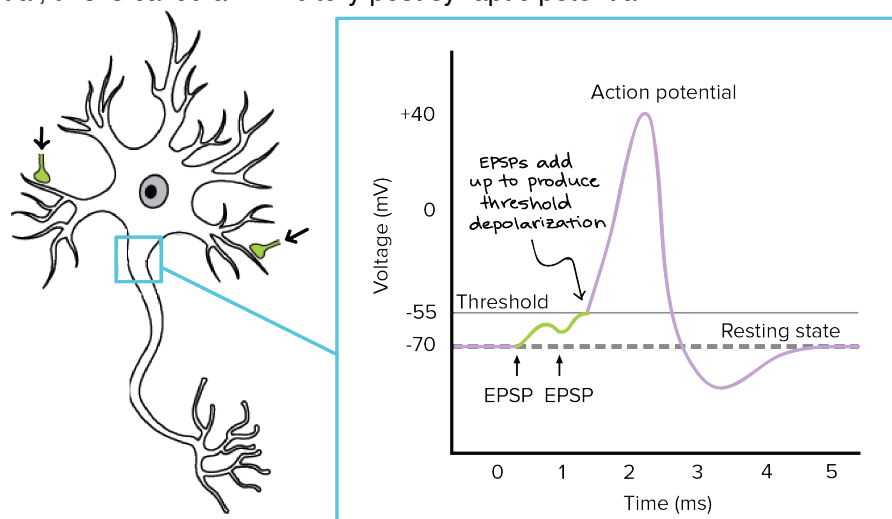 Action potential
+40
EPSPs add
up to produce
threshold
depolarization
0
Voltage (mV)
Threshold
-55
Resting state
-70
EPSP EPSP
0 1 2 3 4 5
Time (ms)